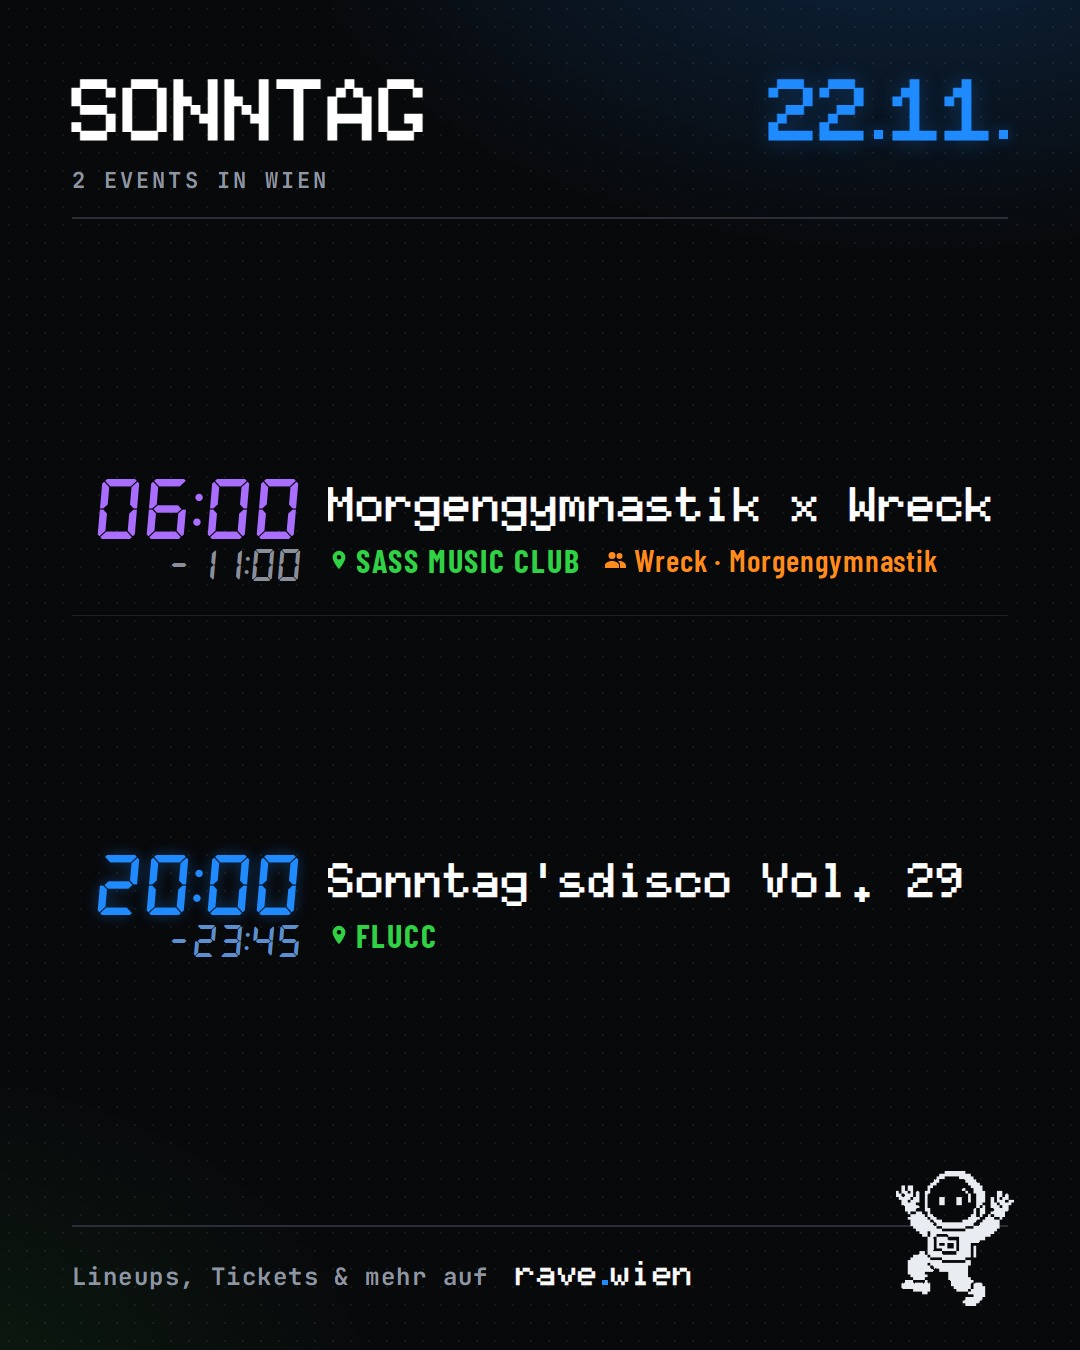 SONNTAG 22.11.
2 EVENTS IN WIEN
06:00 Morgengymnastik x Wreck
- 11:00 SASS MUSIC CLUB Wreck · Morgengymnastik
20:00 Sonntag'sdisco Vol. 29
-23:45 FLUCC
Lineups, Tickets & mehr auf rave.wien